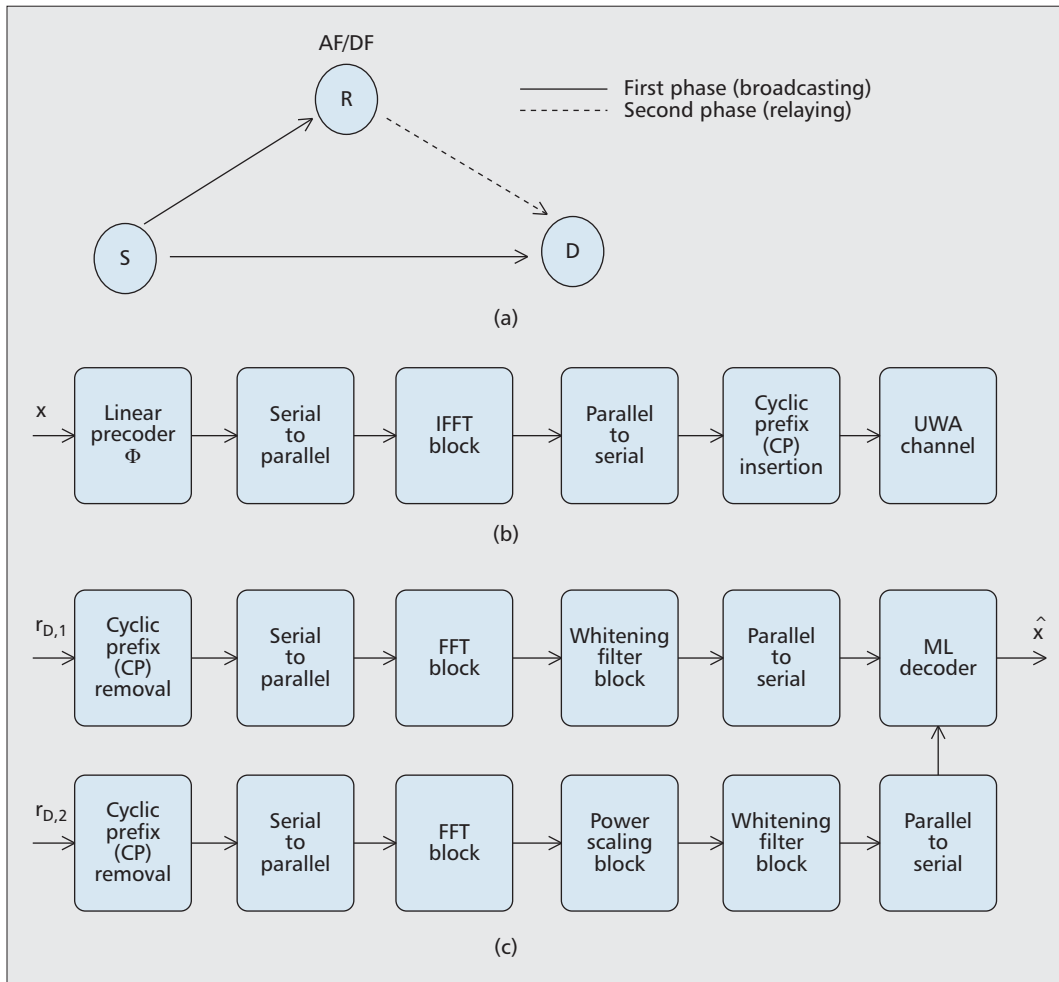 AF/DF
R
First phase (broadcasting)
Second phase (relaying)
S
D
(a)
x
Linear
precoder
Φ
Serial
to
parallel
IFFT
block
Parallel
to
serial
Cyclic
prefix
(CP)
insertion
UWA
channel
(b)
r_{D,1}
Cyclic
prefix
(CP)
removal
Serial
to
parallel
FFT
block
Whitening
filter
block
Parallel
to
serial
ML
decoder
x̂
r_{D,2}
Cyclic
prefix
(CP)
removal
Serial
to
parallel
FFT
block
Power
scaling
block
Whitening
filter
block
Parallel
to
serial
(c)